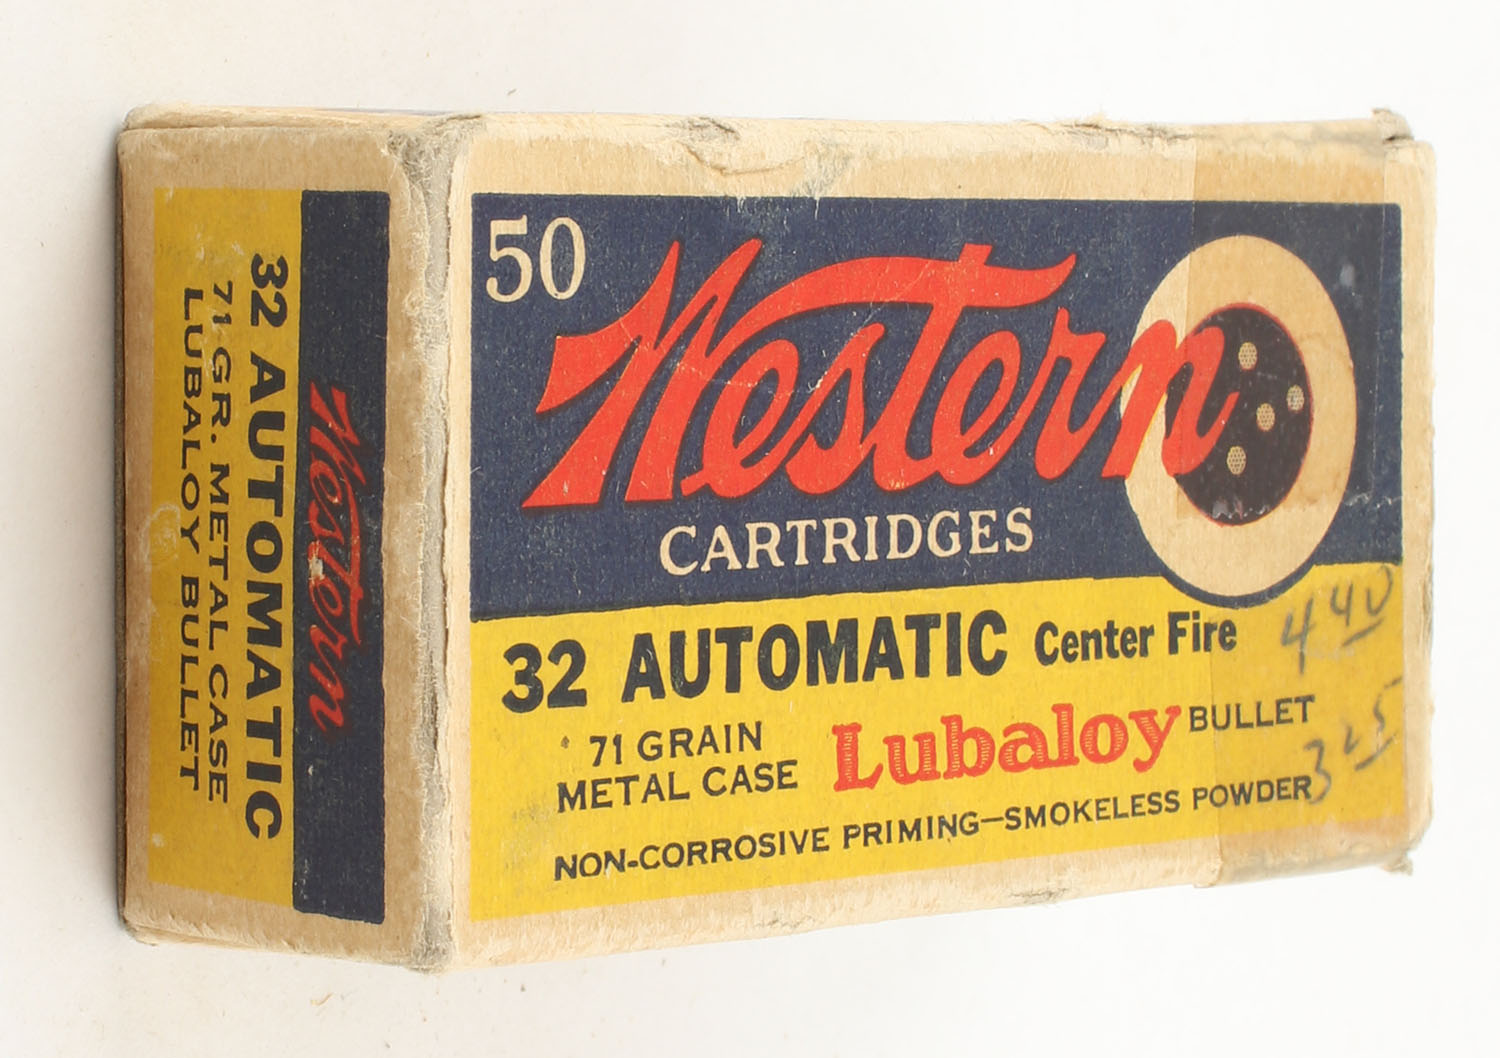 50
Western
CARTRIDGES
32 AUTOMATIC Center Fire
71 GRAIN
METAL CASE Lubaloy BULLET
NON-CORROSIVE PRIMING—SMOKELESS POWDER
4 40
3 25
Western
32 AUTOMATIC
71 GR. METAL CASE
LUBALOY BULLET